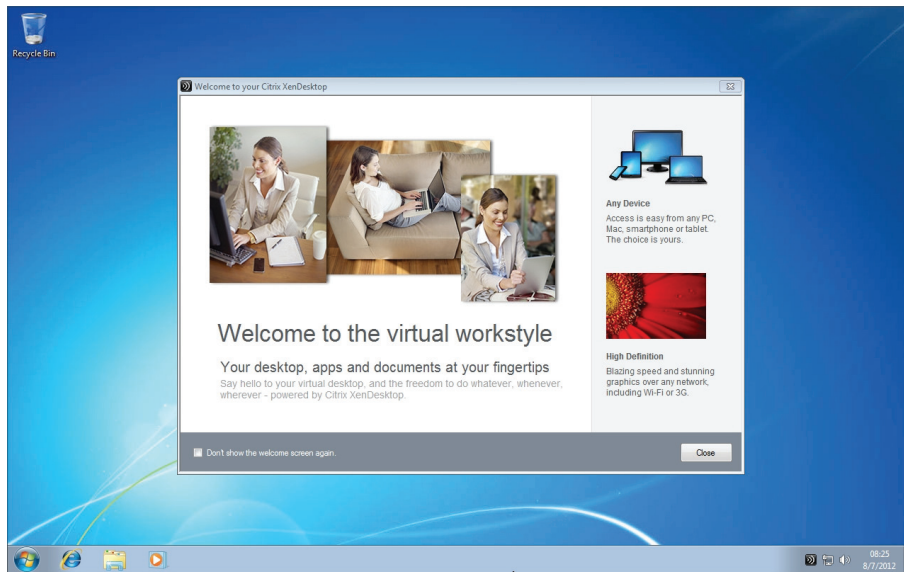 Recycle Bin
Welcome to your Citrix XenDesktop
Welcome to the virtual workstyle
Your desktop, apps and documents at your fingertips
Say hello to your virtual desktop, and the freedom to do whatever, whenever,
wherever - powered by Citrix XenDesktop.
Any Device
Access is easy from any PC,
Mac, smartphone or tablet.
The choice is yours.
High Definition
Blazing speed and stunning
graphics over any network,
including Wi-Fi or 3G.
Don't show the welcome screen again.
Close
08:25
8/7/2012